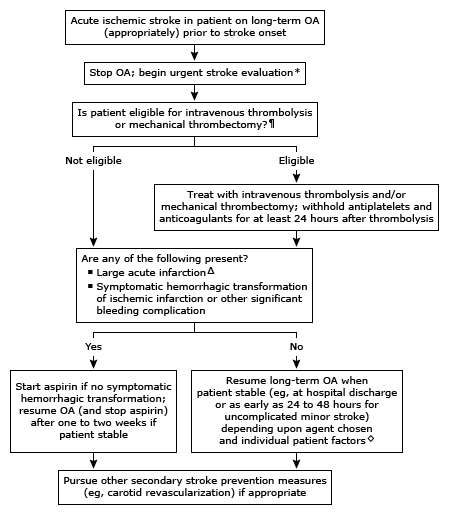 Acute ischemic stroke in patient on long-term OA
(appropriately) prior to stroke onset
Stop OA; begin urgent stroke evaluation*
Is patient eligible for intravenous thrombolysis
or mechanical thrombectomy?¶
Not eligible
Eligible
Treat with intravenous thrombolysis and/or
mechanical thrombectomy; withhold antiplatelets and
anticoagulants for at least 24 hours after thrombolysis
Are any of the following present?
▪ Large acute infarctionΔ
▪ Symptomatic hemorrhagic transformation
of ischemic infarction or other significant
bleeding complication
Yes
No
Start aspirin if no symptomatic
hemorrhagic transformation;
resume OA (and stop aspirin)
after one to two weeks if
patient stable
Resume long-term OA when
patient stable (eg, at hospital discharge
or as early as 24 to 48 hours for
uncomplicated minor stroke)
depending upon agent chosen
and individual patient factors◊
Pursue other secondary stroke prevention measures
(eg, carotid revascularization) if appropriate